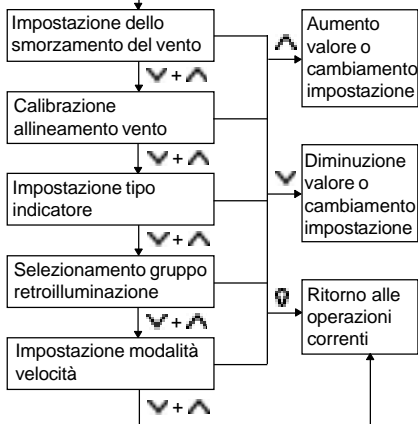 Impostazione dello
smorzamento del vento
+
Calibrazione
allineamento vento
+
Impostazione tipo
indicatore
+
Selezionamento gruppo
retroilluminazione
+
Impostazione modalità
velocità
+
Aumento
valore o
cambiamento
impostazione
Diminuzione
valore o
cambiamento
impostazione
Ritorno alle
operazioni
correnti